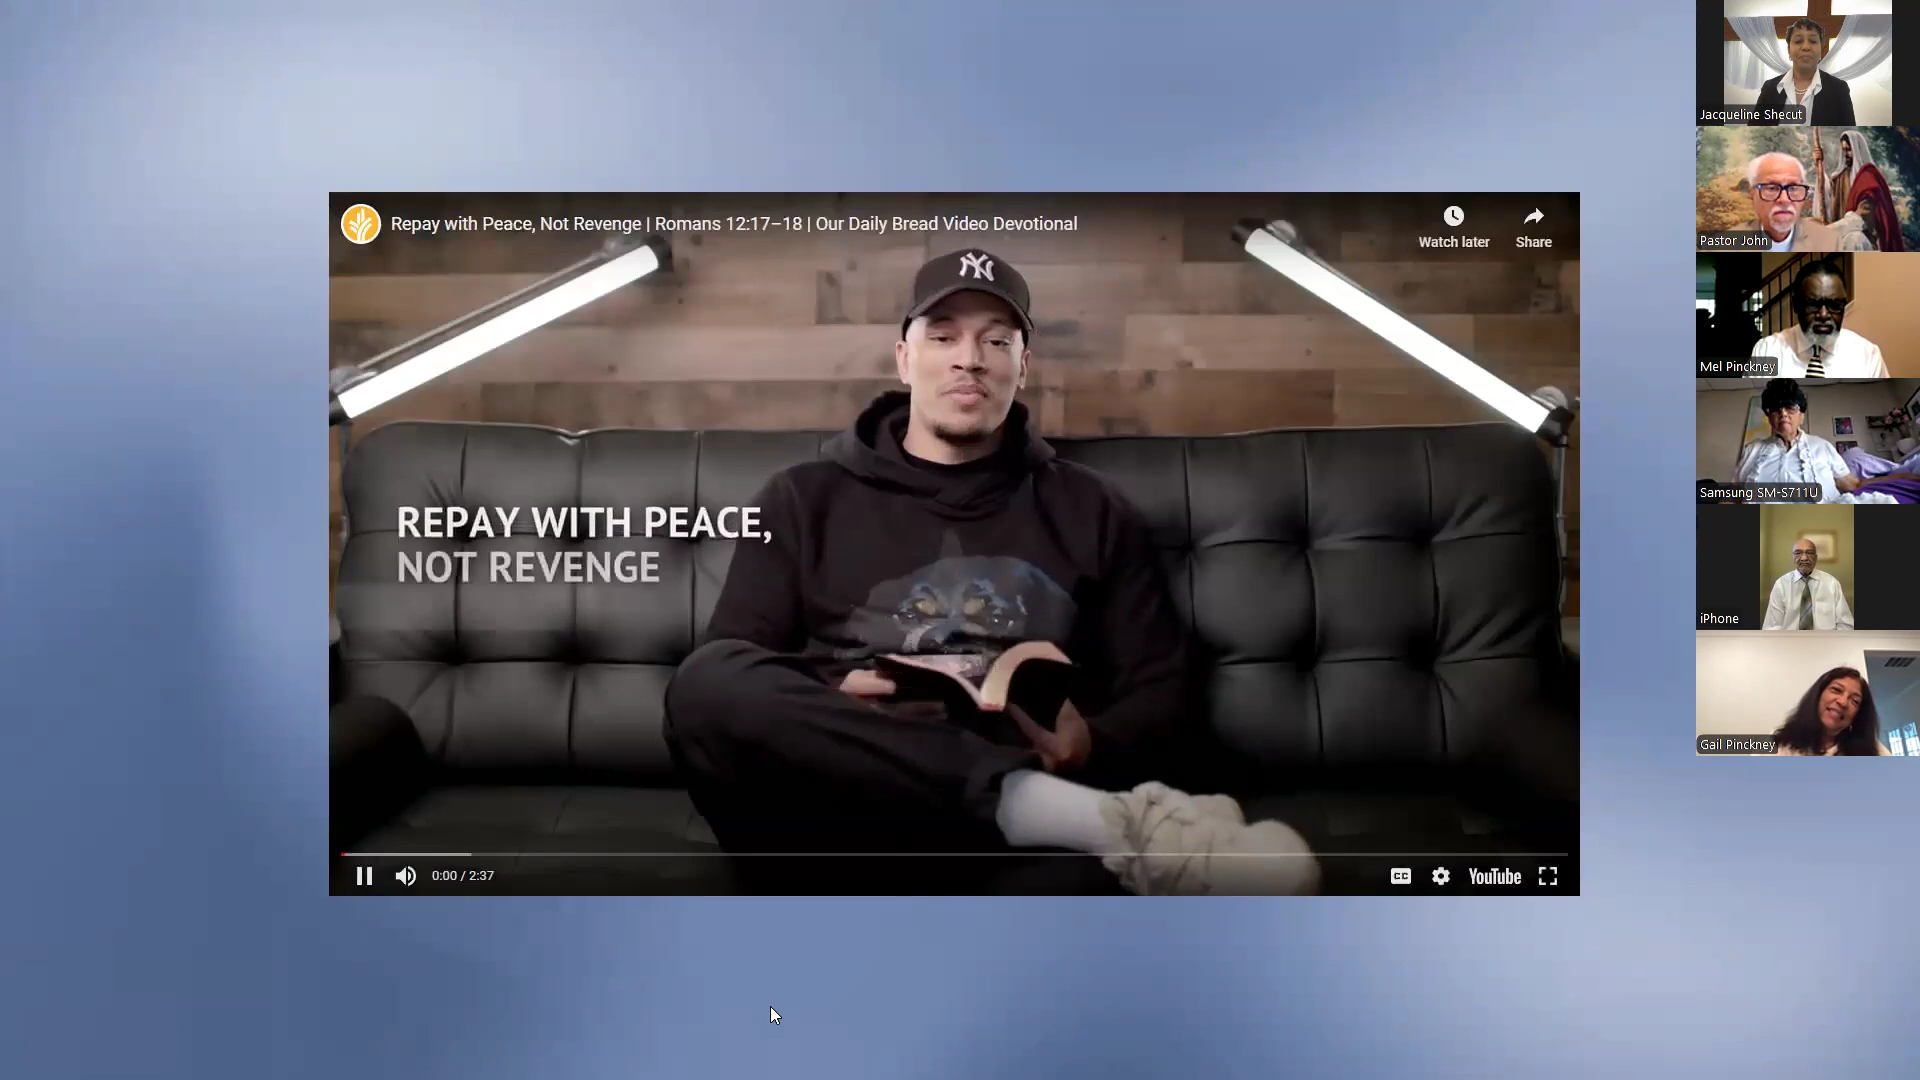 Repay with Peace, Not Revenge | Romans 12:17–18 | Our Daily Bread Video Devotional
Watch later
Share
NY
REPAY WITH PEACE,
NOT REVENGE
0:00 / 2:37
CC
YouTube
Jacqueline Shecut
Pastor John
Mel Pinckney
Samsung SM-S711U
iPhone
Gail Pinckney